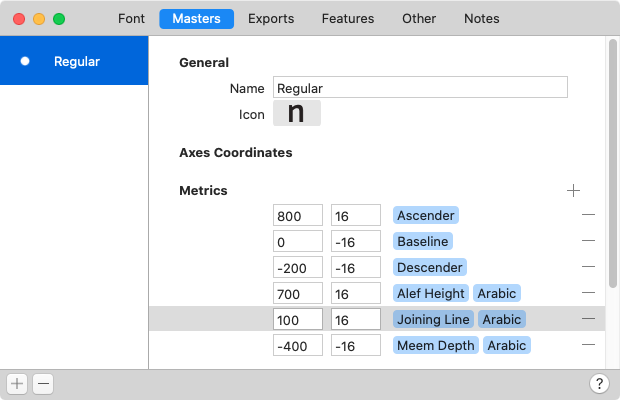 Font Masters Exports Features Other Notes
Regular
General
Name Regular
Icon n
Axes Coordinates
Metrics
800 16 Ascender
0 -16 Baseline
-200 -16 Descender
700 16 Alef Height Arabic
100 16 Joining Line Arabic
-400 -16 Meem Depth Arabic
?